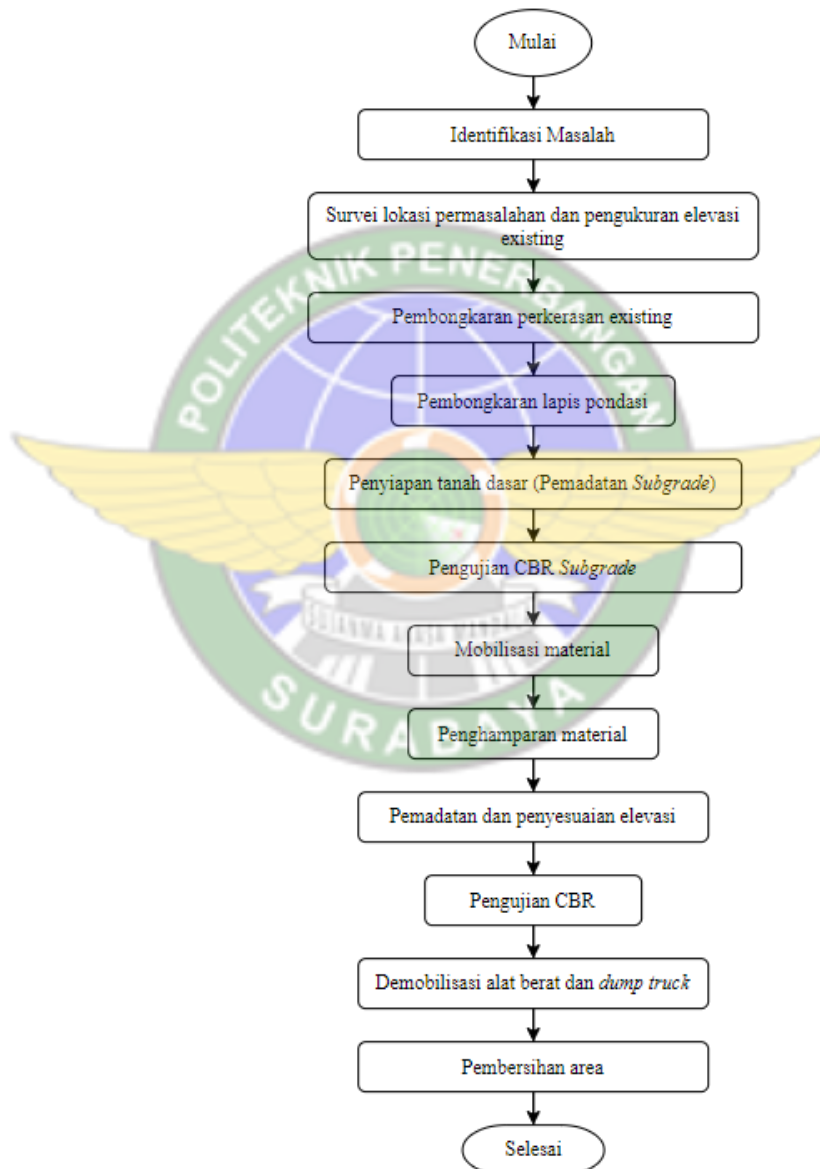 Mulai
Identifikasi Masalah
Survei lokasi permasalahan dan pengukuran elevasi
existing
POLITEKNIK PENERBANGAN
Pembongkaran perkerasan existing
Pembongkaran lapis pondasi
Penyiapan tanah dasar (Pemadatan Subgrade)
Pengujian CBR Subgrade
Mobilisasi material
Penghamparan material
SURABAYA
Pemadatan dan penyesuaian elevasi
Pengujian CBR
Demobilisasi alat berat dan dump truck
Pembersihan area
Selesai